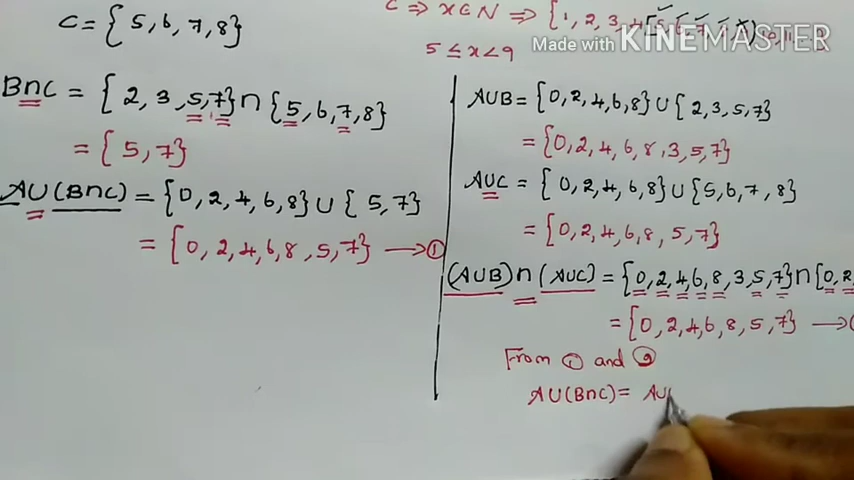 C = {5, 6, 7, 8}
B∩C = {2, 3, 5, 7} ∩ {5, 6, 7, 8}
= {5, 7}
A∪(B∩C) = {0, 2, 4, 6, 8} ∪ {5, 7}
= {0, 2, 4, 6, 8, 5, 7} → ①
C ⇒ x∈N ⇒ {1, 2, 3, 4
Made with KINEMASTER
5 ≤ x < 9
A∪B = {0, 2, 4, 6, 8} ∪ {2, 3, 5, 7}
= {0, 2, 4, 6, 8, 3, 5, 7}
A∪C = {0, 2, 4, 6, 8} ∪ {5, 6, 7, 8}
= {0, 2, 4, 6, 8, 5, 7}
(A∪B)∩(A∪C) = {0, 2, 4, 6, 8, 3, 5, 7} ∩ {0, 2,
= {0, 2, 4, 6, 8, 5, 7} →
From ① and ②
A∪(B∩C) = A∪